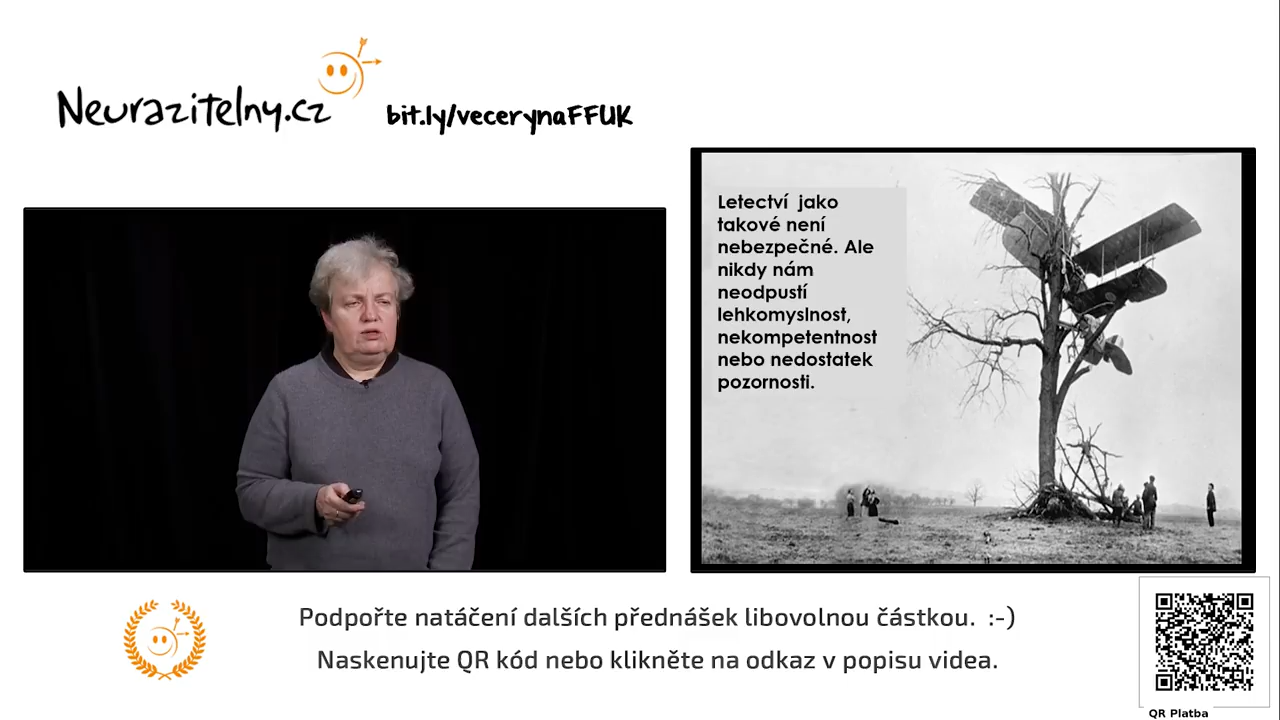 Neurazitelny.cz
bit.ly/vecerynaFFUK
Letectví jako
takové není
nebezpečné. Ale
nikdy nám
neodpustí
lehkomyslnost,
nekompetentnost
nebo nedostatek
pozornosti.
Podpořte natáčení dalších přednášek libovolnou částkou. :-)
Naskenujte QR kód nebo klikněte na odkaz v popisu videa.
QR Platba